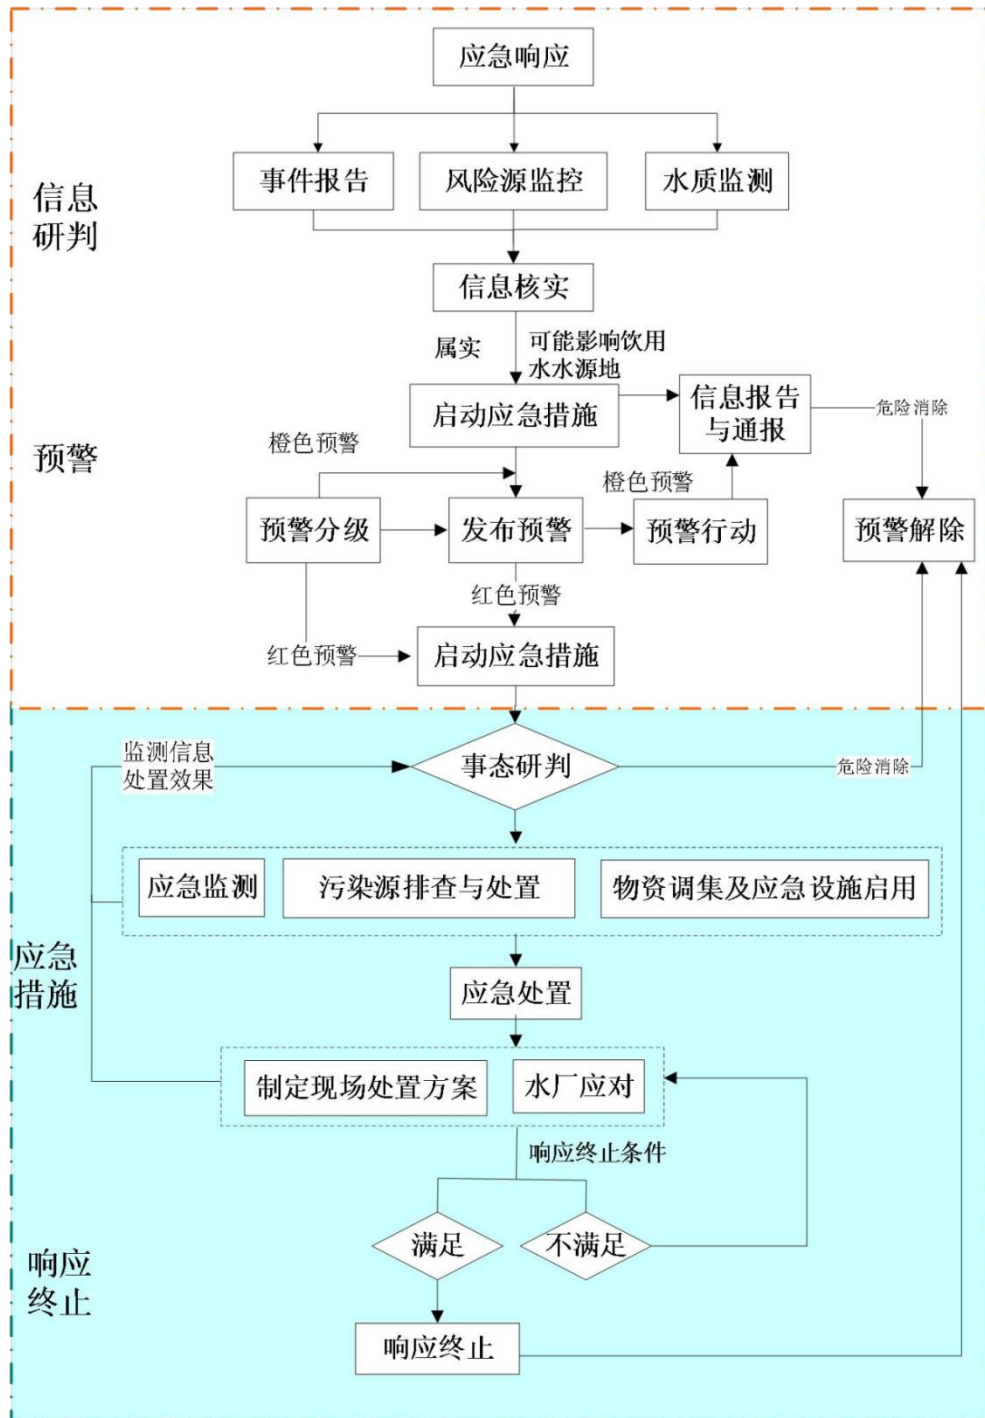 应急响应
事件报告
风险源监控
水质监测
信息
研判
信息核实
属实
可能影响饮用
水水源地
启动应急措施
信息报告
与通报
危险消除
预警
橙色预警
橙色预警
预警分级
发布预警
预警行动
预警解除
红色预警
红色预警
启动应急措施
监测信息
处置效果
事态研判
危险消除
应急监测
污染源排查与处置
物资调集及应急设施启用
应急
措施
应急处置
制定现场处置方案
水厂应对
响应终止条件
满足
不满足
响应
终止
响应终止